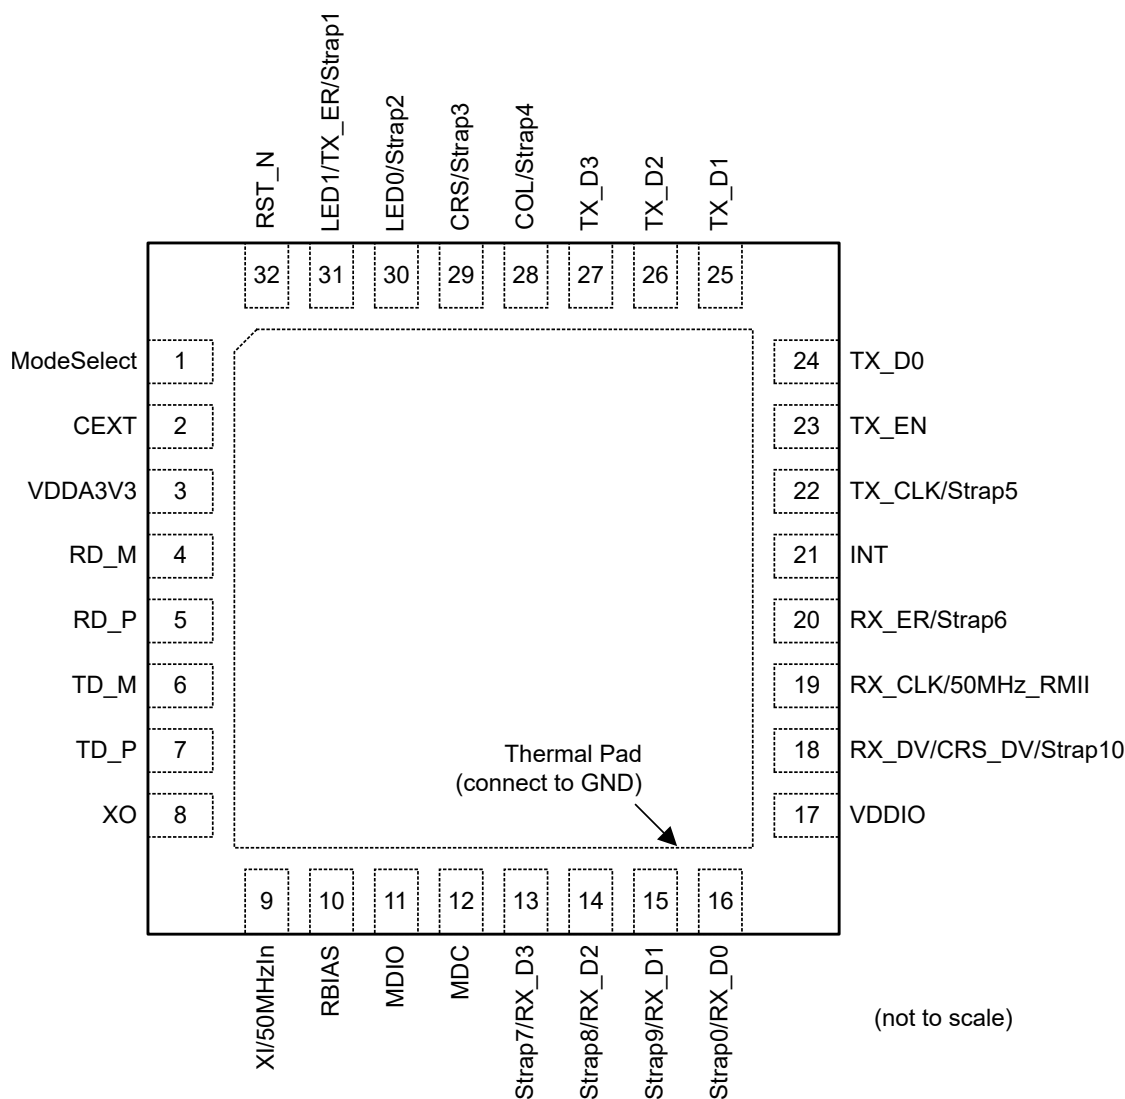 RST_N
LED1/TX_ER/Strap1
LED0/Strap2
CRS/Strap3
COL/Strap4
TX_D3
TX_D2
TX_D1
32
31
30
29
28
27
26
25
ModeSelect 1
CEXT 2
VDDA3V3 3
RD_M 4
RD_P 5
TD_M 6
TD_P 7
XO 8
24 TX_D0
23 TX_EN
22 TX_CLK/Strap5
21 INT
20 RX_ER/Strap6
19 RX_CLK/50MHz_RMII
18 RX_DV/CRS_DV/Strap10
17 VDDIO
Thermal Pad
(connect to GND)
9
10
11
12
13
14
15
16
XI/50MHzIn
RBIAS
MDIO
MDC
Strap7/RX_D3
Strap8/RX_D2
Strap9/RX_D1
Strap0/RX_D0
(not to scale)